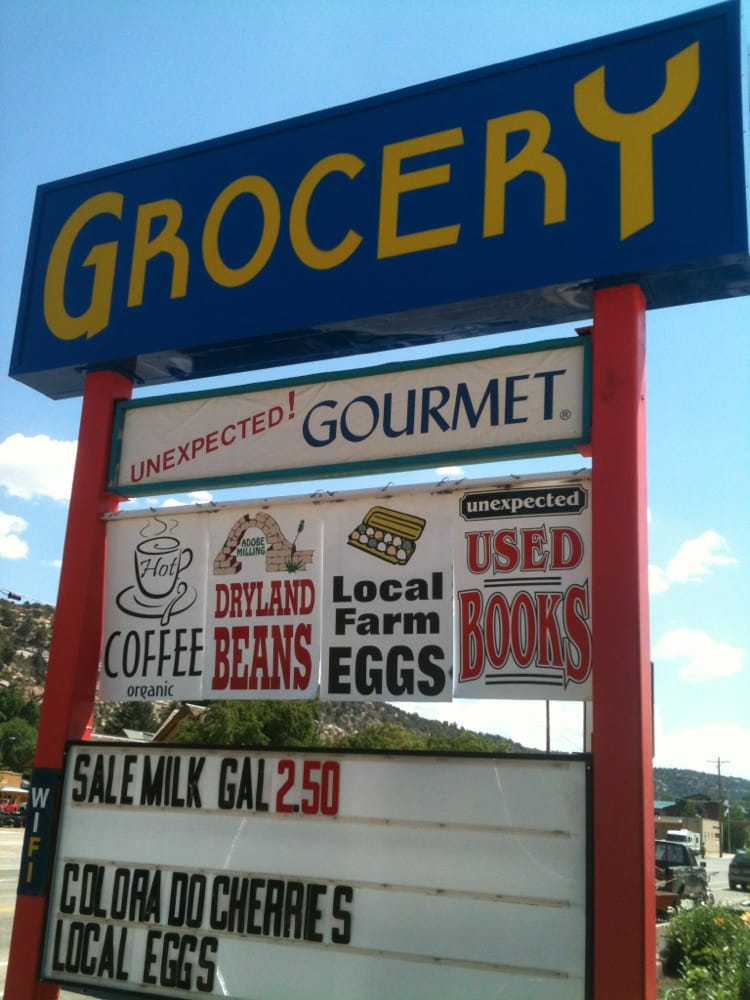 GROCERY
UNEXPECTED! GOURMET®
Hot
COFFEE
organic
ADOBE
MILLING
DRYLAND
BEANS
Local
Farm
EGGS
unexpected
USED
BOOKS
SALE MILK GAL 2.50
COLORADO CHERRIES
LOCAL EGGS
WIFI